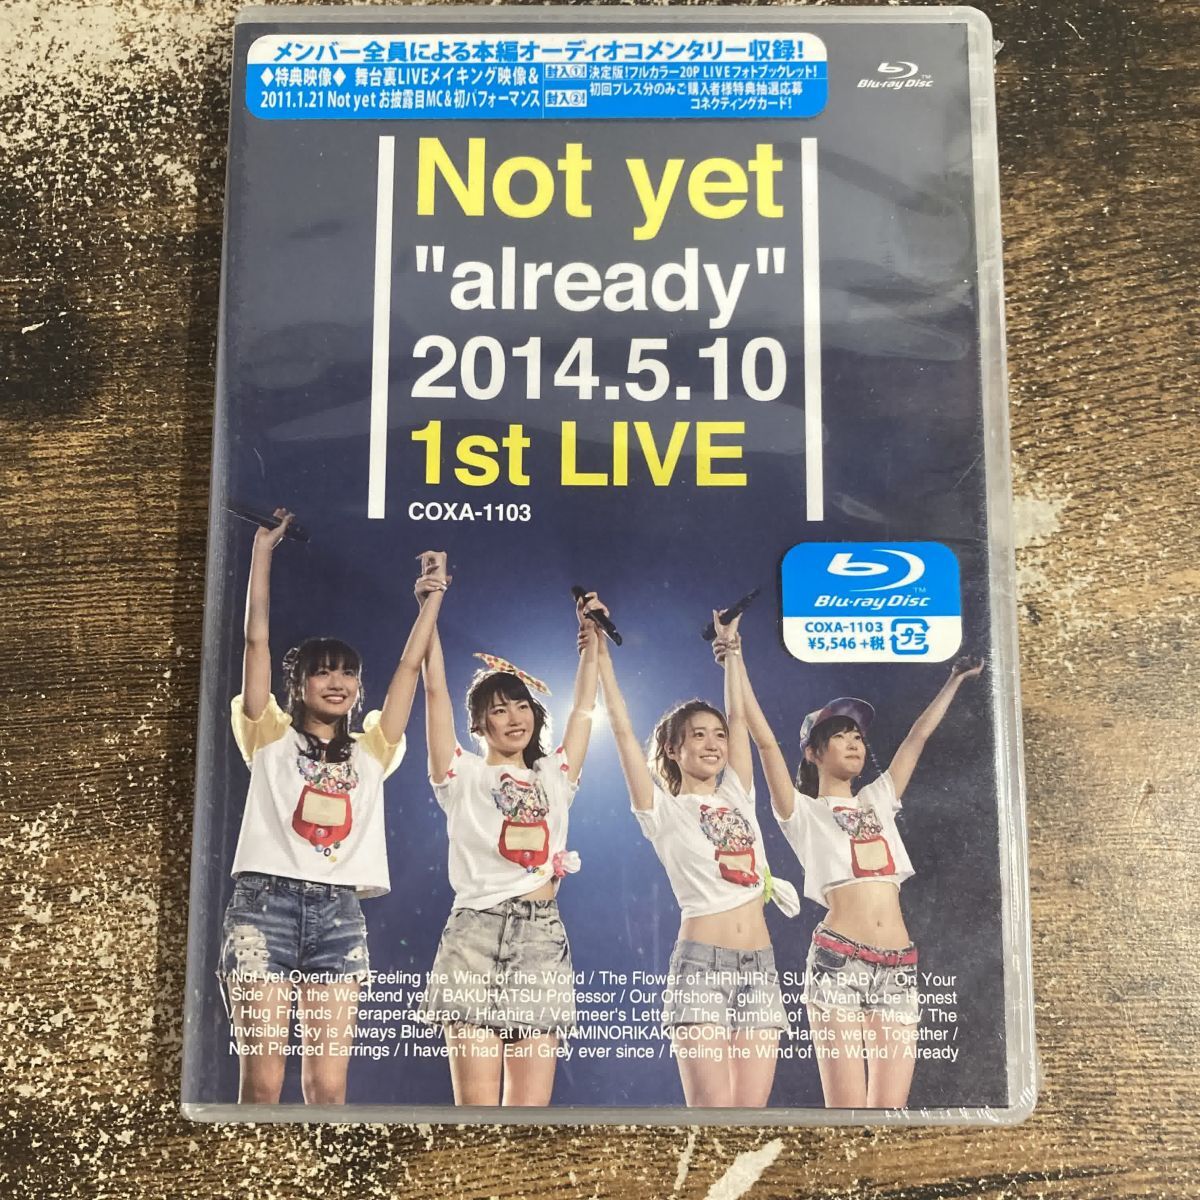 メンバー全員による本編オーディオコメンタリー収録!
◆特典映像◆ 舞台裏LIVEメイキング映像&
2011.1.21 Not yet お披露目MC&初パフォーマンス
封入① 決定版!フルカラー20P LIVEフォトブックレット!
封入② 初回プレス分のみご購入者様特典抽選応募
コネクティングカード!
Blu-ray Disc™
Not yet
"already"
2014.5.10
1st LIVE
COXA-1103
Blu-ray Disc™
COXA-1103
¥5,546+税 プラ
Not yet Overture / Feeling the Wind of the World / The Flower of HIRIHIRI / SUIKA BABY / On Your
Side / Not the Weekend yet / BAKUHATSU Professor / Our Offshore / guilty love / Want to be Honest
/ Hug Friends / Peraperaperao / Hirahira / Vermeer's Letter / The Rumble of the Sea / May / The
Invisible Sky is Always Blue / Laugh at Me / NAMINORIKAKIGOORI / If our Hands were Together /
Next Pierced Earrings / I haven't had Earl Grey ever since / Feeling the Wind of the World / Already